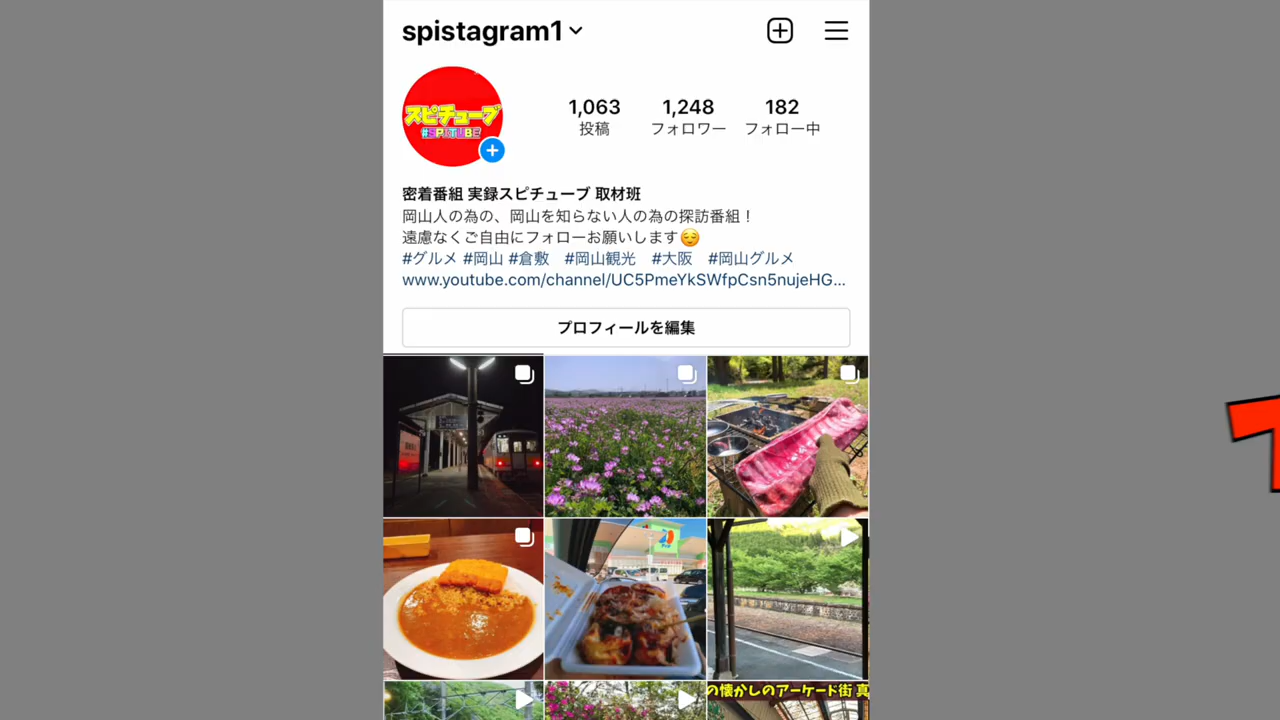 spistagram1
スピチューブ
#SPITUBE
1,063
投稿
1,248
フォロワー
182
フォロー中
密着番組 実録スピチューブ 取材班
岡山人の為の、岡山を知らない人の為の探訪番組！
遠慮なくご自由にフォローお願いします😌
#グルメ #岡山 #倉敷　#岡山観光　#大阪　#岡山グルメ
www.youtube.com/channel/UC5PmeYkSWfpCsn5nujeHG...
プロフィールを編集
の懐かしのアーケード街 真